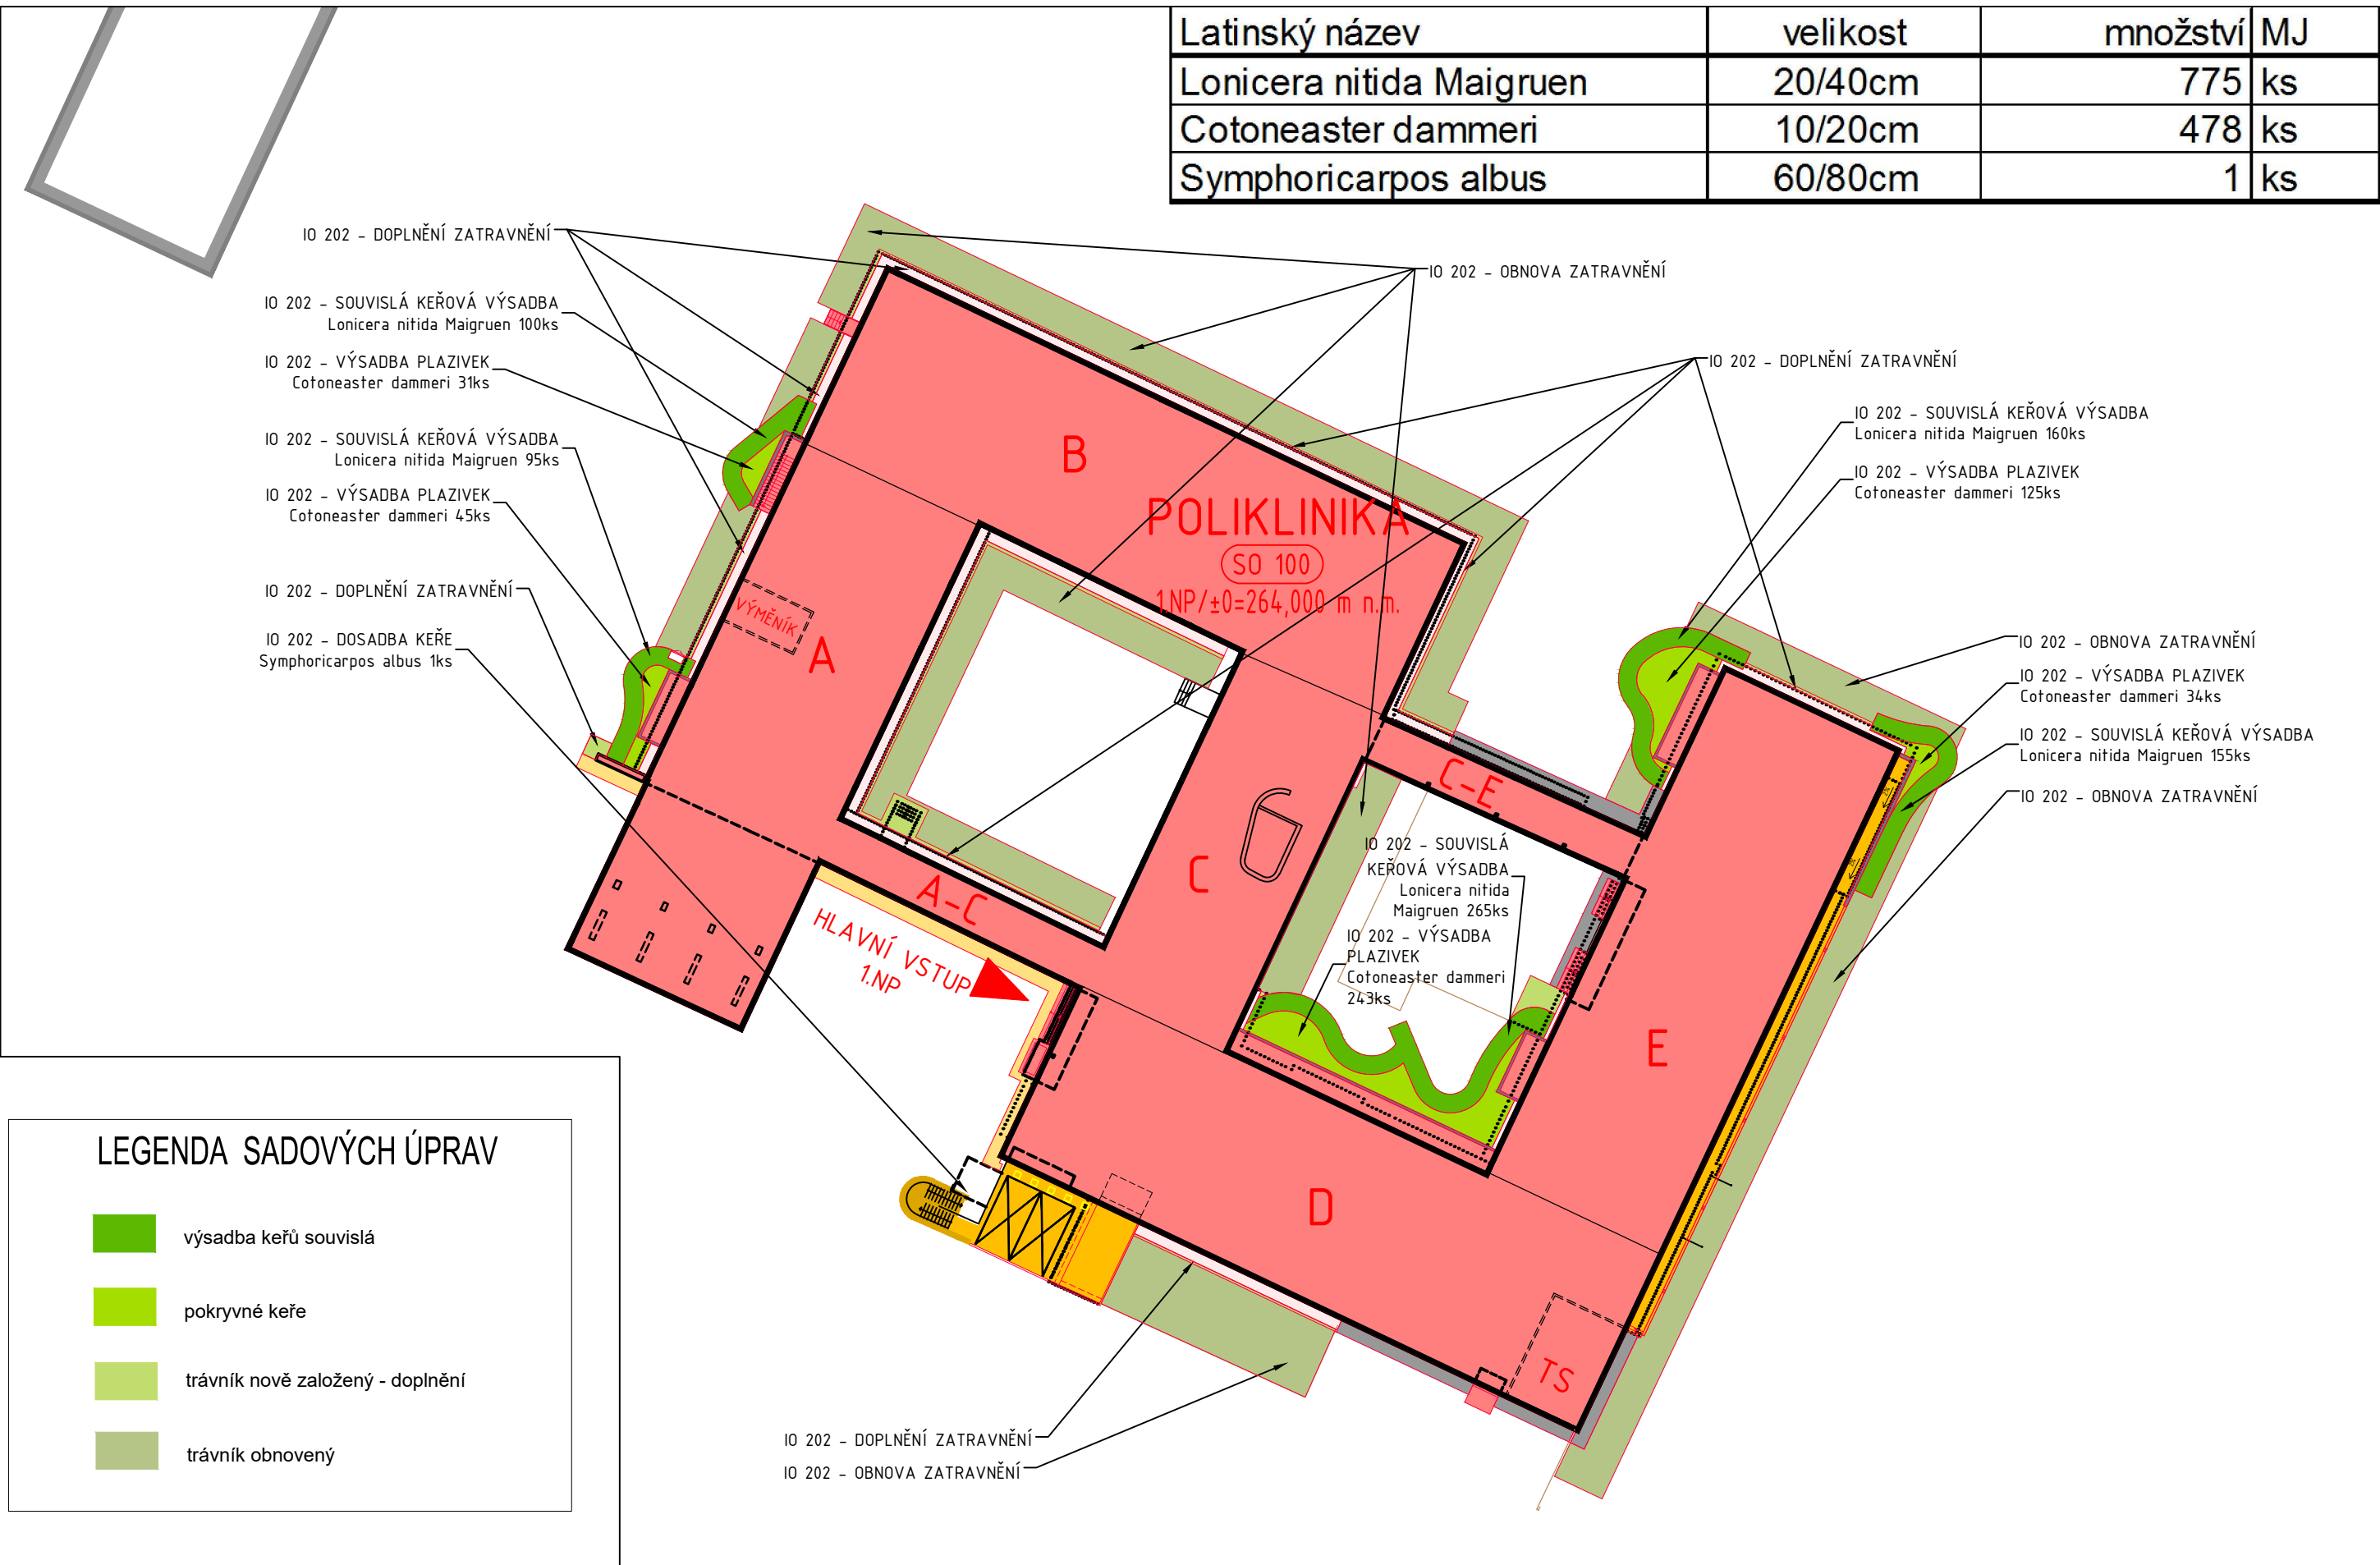 Latinský název velikost množství MJ
Lonicera nitida Maigruen 20/40cm 775 ks
Cotoneaster dammeri 10/20cm 478 ks
Symphoricarpos albus 60/80cm 1 ks
IO 202 - DOPLNĚNÍ ZATRAVNĚNÍ
IO 202 - SOUVISLÁ KEŘOVÁ VÝSADBA
Lonicera nitida Maigruen 100ks
IO 202 - VÝSADBA PLAZIVEK
Cotoneaster dammeri 31ks
IO 202 - SOUVISLÁ KEŘOVÁ VÝSADBA
Lonicera nitida Maigruen 95ks
IO 202 - VÝSADBA PLAZIVEK
Cotoneaster dammeri 45ks
IO 202 - DOPLNĚNÍ ZATRAVNĚNÍ
IO 202 - DOSADBA KEŘE
Symphoricarpos albus 1ks
IO 202 - OBNOVA ZATRAVNĚNÍ
IO 202 - DOPLNĚNÍ ZATRAVNĚNÍ
IO 202 - SOUVISLÁ KEŘOVÁ VÝSADBA
Lonicera nitida Maigruen 160ks
IO 202 - VÝSADBA PLAZIVEK
Cotoneaster dammeri 125ks
IO 202 - OBNOVA ZATRAVNĚNÍ
IO 202 - VÝSADBA PLAZIVEK
Cotoneaster dammeri 34ks
IO 202 - SOUVISLÁ KEŘOVÁ VÝSADBA
Lonicera nitida Maigruen 155ks
IO 202 - OBNOVA ZATRAVNĚNÍ
B
POLIKLINIKA
SO 100
1.NP/±0=264,000 m n.m.
VÝMĚNÍK
A
C-E
C
A-C
HLAVNÍ VSTUP
1.NP
IO 202 - SOUVISLÁ
KEŘOVÁ VÝSADBA
Lonicera nitida
Maigruen 265ks
IO 202 - VÝSADBA
PLAZIVEK
Cotoneaster dammeri
243ks
E
D
TS
IO 202 - DOPLNĚNÍ ZATRAVNĚNÍ
IO 202 - OBNOVA ZATRAVNĚNÍ
LEGENDA SADOVÝCH ÚPRAV
výsadba keřů souvislá
pokryvné keře
trávník nově založený - doplnění
trávník obnovený